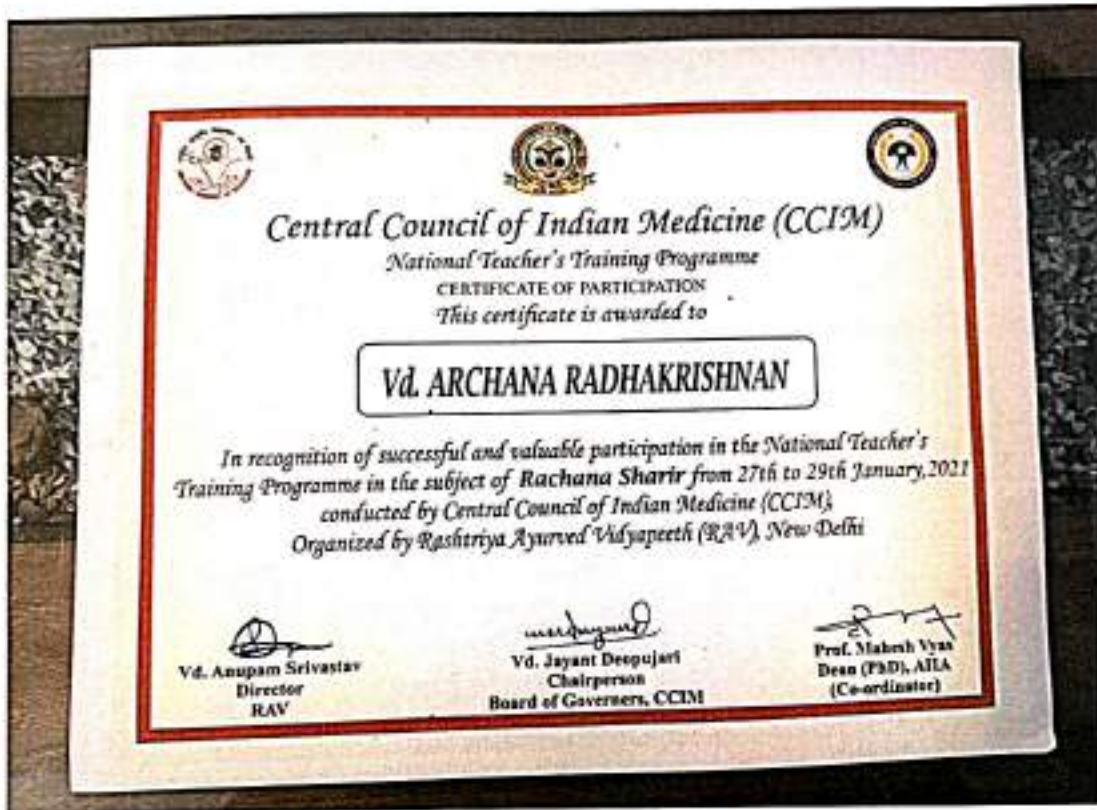 Central Council of Indian Medicine (CCIM)
National Teacher's Training Programme
CERTIFICATE OF PARTICIPATION
This certificate is awarded to
Vd. ARCHANA RADHAKRISHNAN
In recognition of successful and valuable participation in the National Teacher's
Training Programme in the subject of Rachana Sharir from 27th to 29th January, 2021
conducted by Central Council of Indian Medicine (CCIM),
Organized by Rashtriya Ayurved Vidyapeeth (RAV), New Delhi
Vd. Anupam Srivastav
Director
RAV
Vd. Jayant Deopujari
Chairperson
Board of Governers, CCIM
Prof. Mahesh Vyas
Dean (PhD), AIIA
(Co-ordinator)